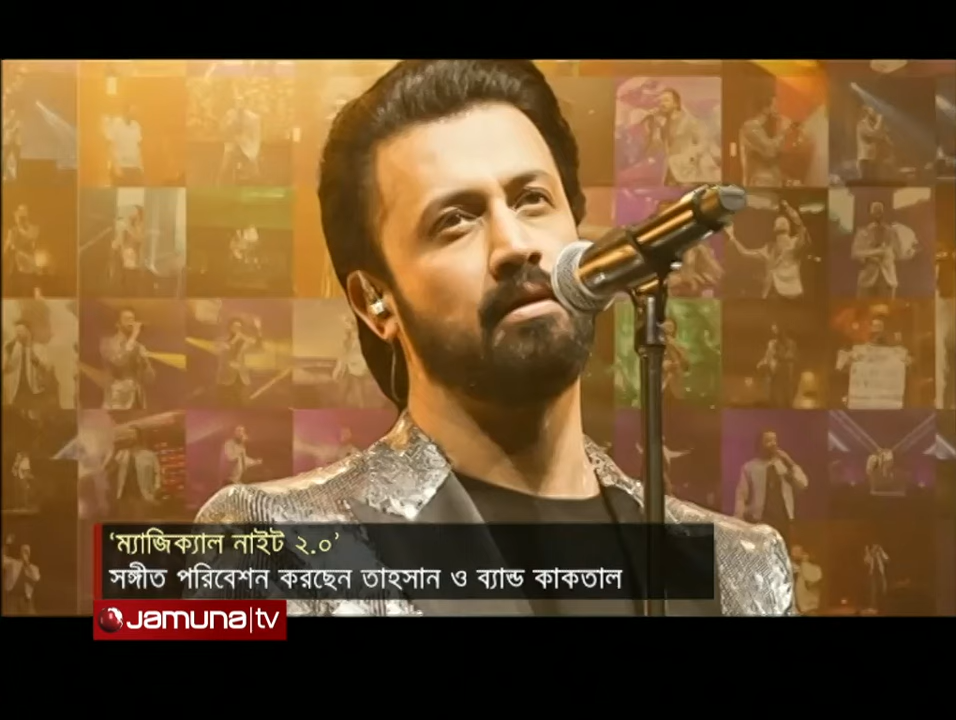 ‘ম্যাজিক্যাল নাইট ২.০’
সঙ্গীত পরিবেশন করছেন তাহসান ও ব্যান্ড কাকতাল
JAMUNA|tv